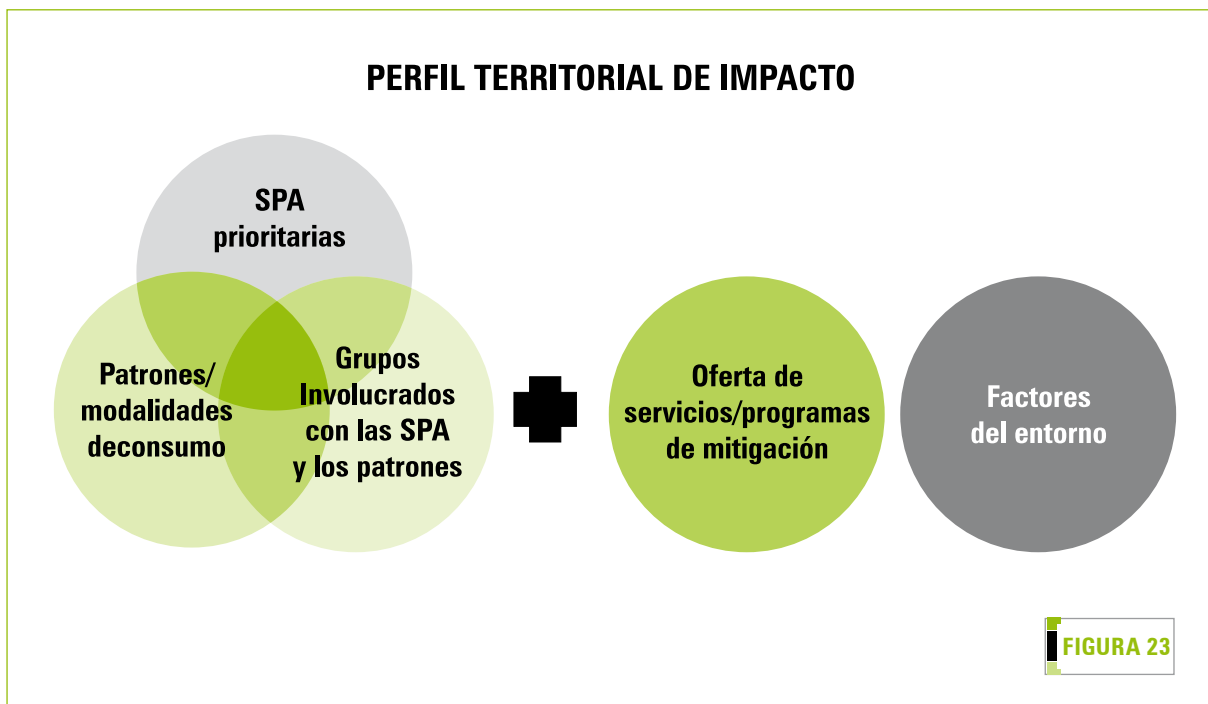 PERFIL TERRITORIAL DE IMPACTO
SPA
prioritarias
Patrones/
modalidades
deconsumo
Grupos
Involucrados
con las SPA
y los patrones
Oferta de
servicios/programas
de mitigación
Factores
del entorno
FIGURA 23